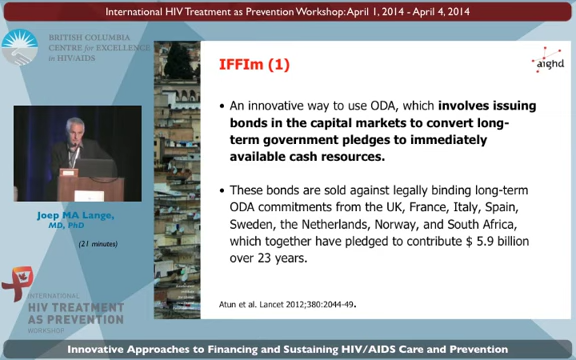 International HIV Treatment as Prevention Workshop: April 1, 2014 - April 4, 2014
BRITISH COLUMBIA
CENTRE for EXCELLENCE
in HIV/AIDS
IFFIm (1)
aighd
• An innovative way to use ODA, which involves issuing
bonds in the capital markets to convert long-
term government pledges to immediately
available cash resources.
• These bonds are sold against legally binding long-term
ODA commitments from the UK, France, Italy, Spain,
Sweden, the Netherlands, Norway, and South Africa,
which together have pledged to contribute $ 5.9 billion
over 23 years.
Atun et al. Lancet 2012;380:2044-49.
Joep MA Lange,
MD, PhD
(21 minutes)
INTERNATIONAL
HIV TREATMENT
AS PREVENTION
WORKSHOP
Innovative Approaches to Financing and Sustaining HIV/AIDS Care and Prevention